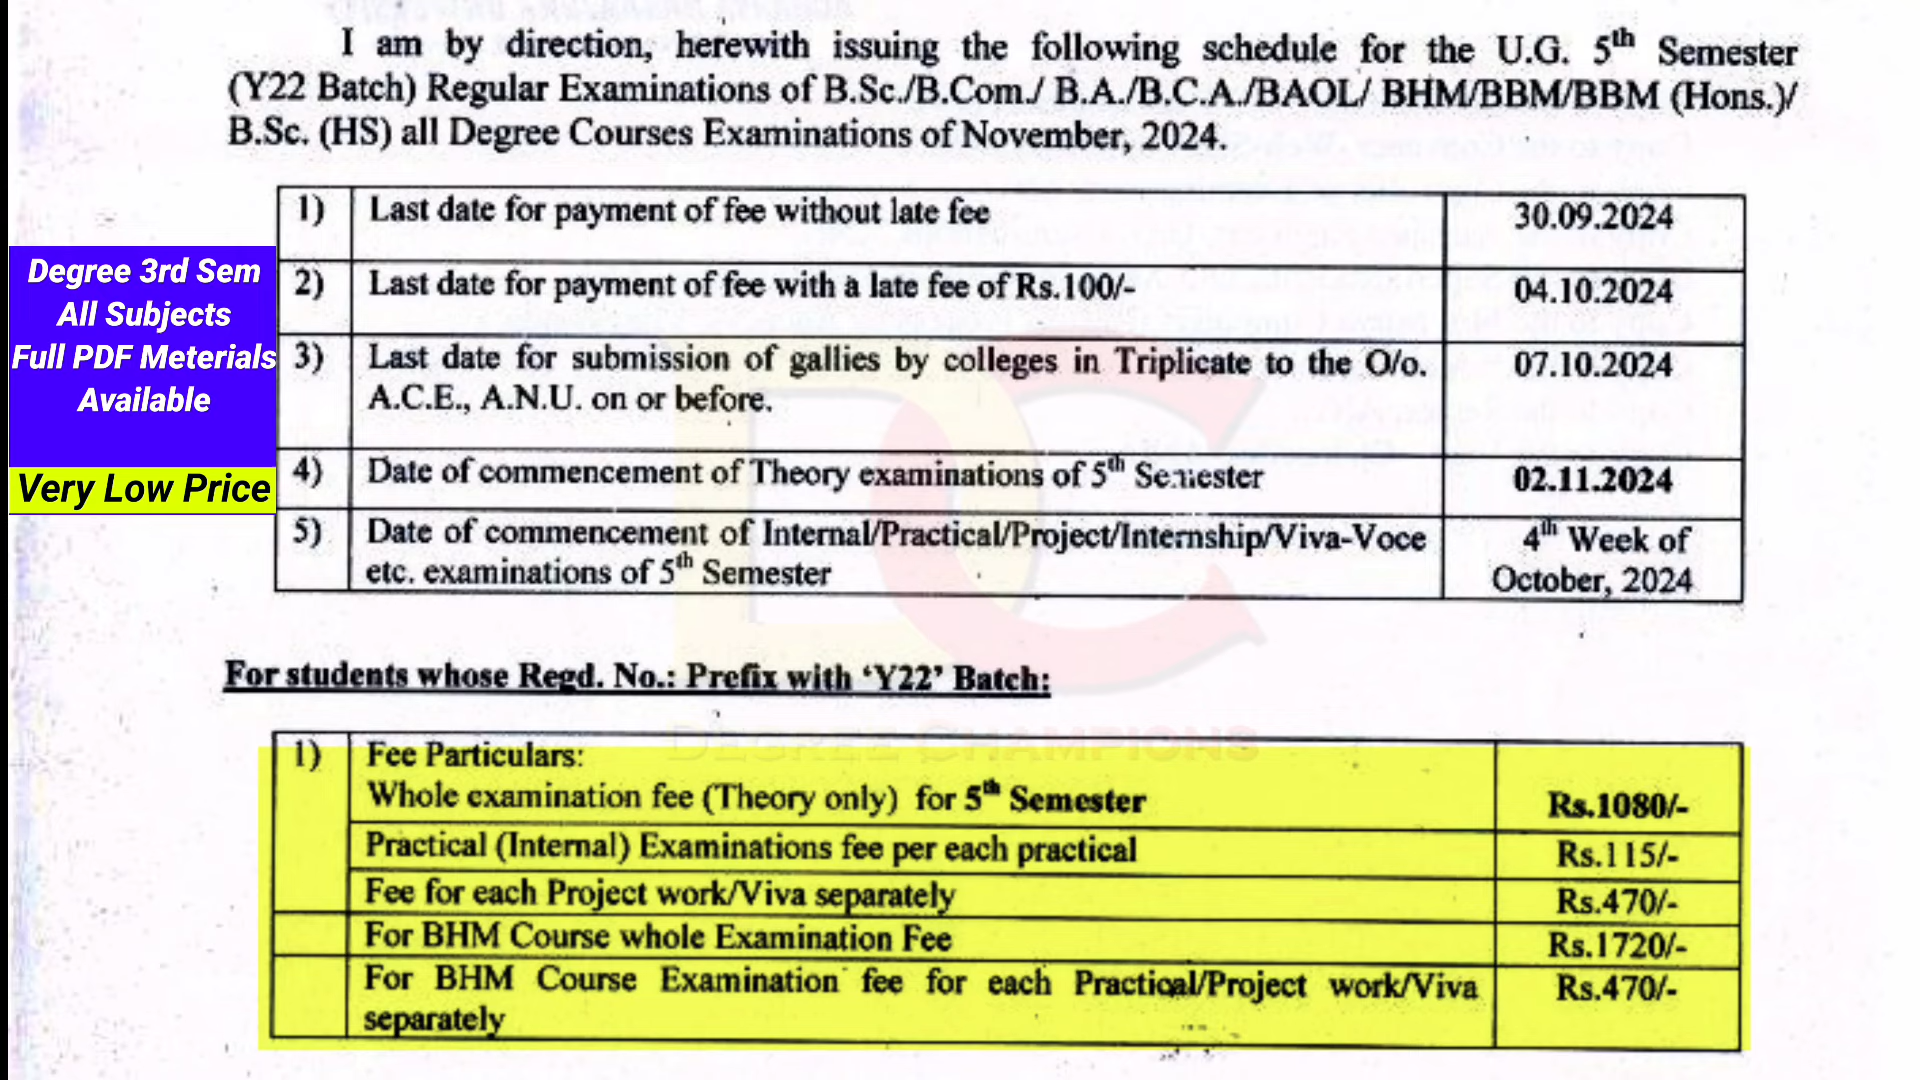 I am by direction, herewith issuing the following schedule for the U.G. 5th Semester
(Y22 Batch) Regular Examinations of B.Sc./B.Com./ B.A./B.C.A./BAOL/ BHM/BBM/BBM (Hons.)/
B.Sc. (HS) all Degree Courses Examinations of November, 2024.
1) Last date for payment of fee without late fee 30.09.2024
2) Last date for payment of fee with a late fee of Rs.100/- 04.10.2024
3) Last date for submission of gallies by colleges in Triplicate to the O/o. 07.10.2024
A.C.E., A.N.U. on or before.
4) Date of commencement of Theory examinations of 5th Semester 02.11.2024
5) Date of commencement of Internal/Practical/Project/Internship/Viva-Voce 4th Week of
etc. examinations of 5th Semester October, 2024
Degree 3rd Sem
All Subjects
Full PDF Meterials
Available
Very Low Price
For students whose Regd. No.: Prefix with ‘Y22’ Batch:
DEGREE CHAMPIONS
1) Fee Particulars:
Whole examination fee (Theory only) for 5th Semester Rs.1080/-
Practical (Internal) Examinations fee per each practical Rs.115/-
Fee for each Project work/Viva separately Rs.470/-
For BHM Course whole Examination Fee Rs.1720/-
For BHM Course Examination fee for each Practical/Project work/Viva Rs.470/-
separately